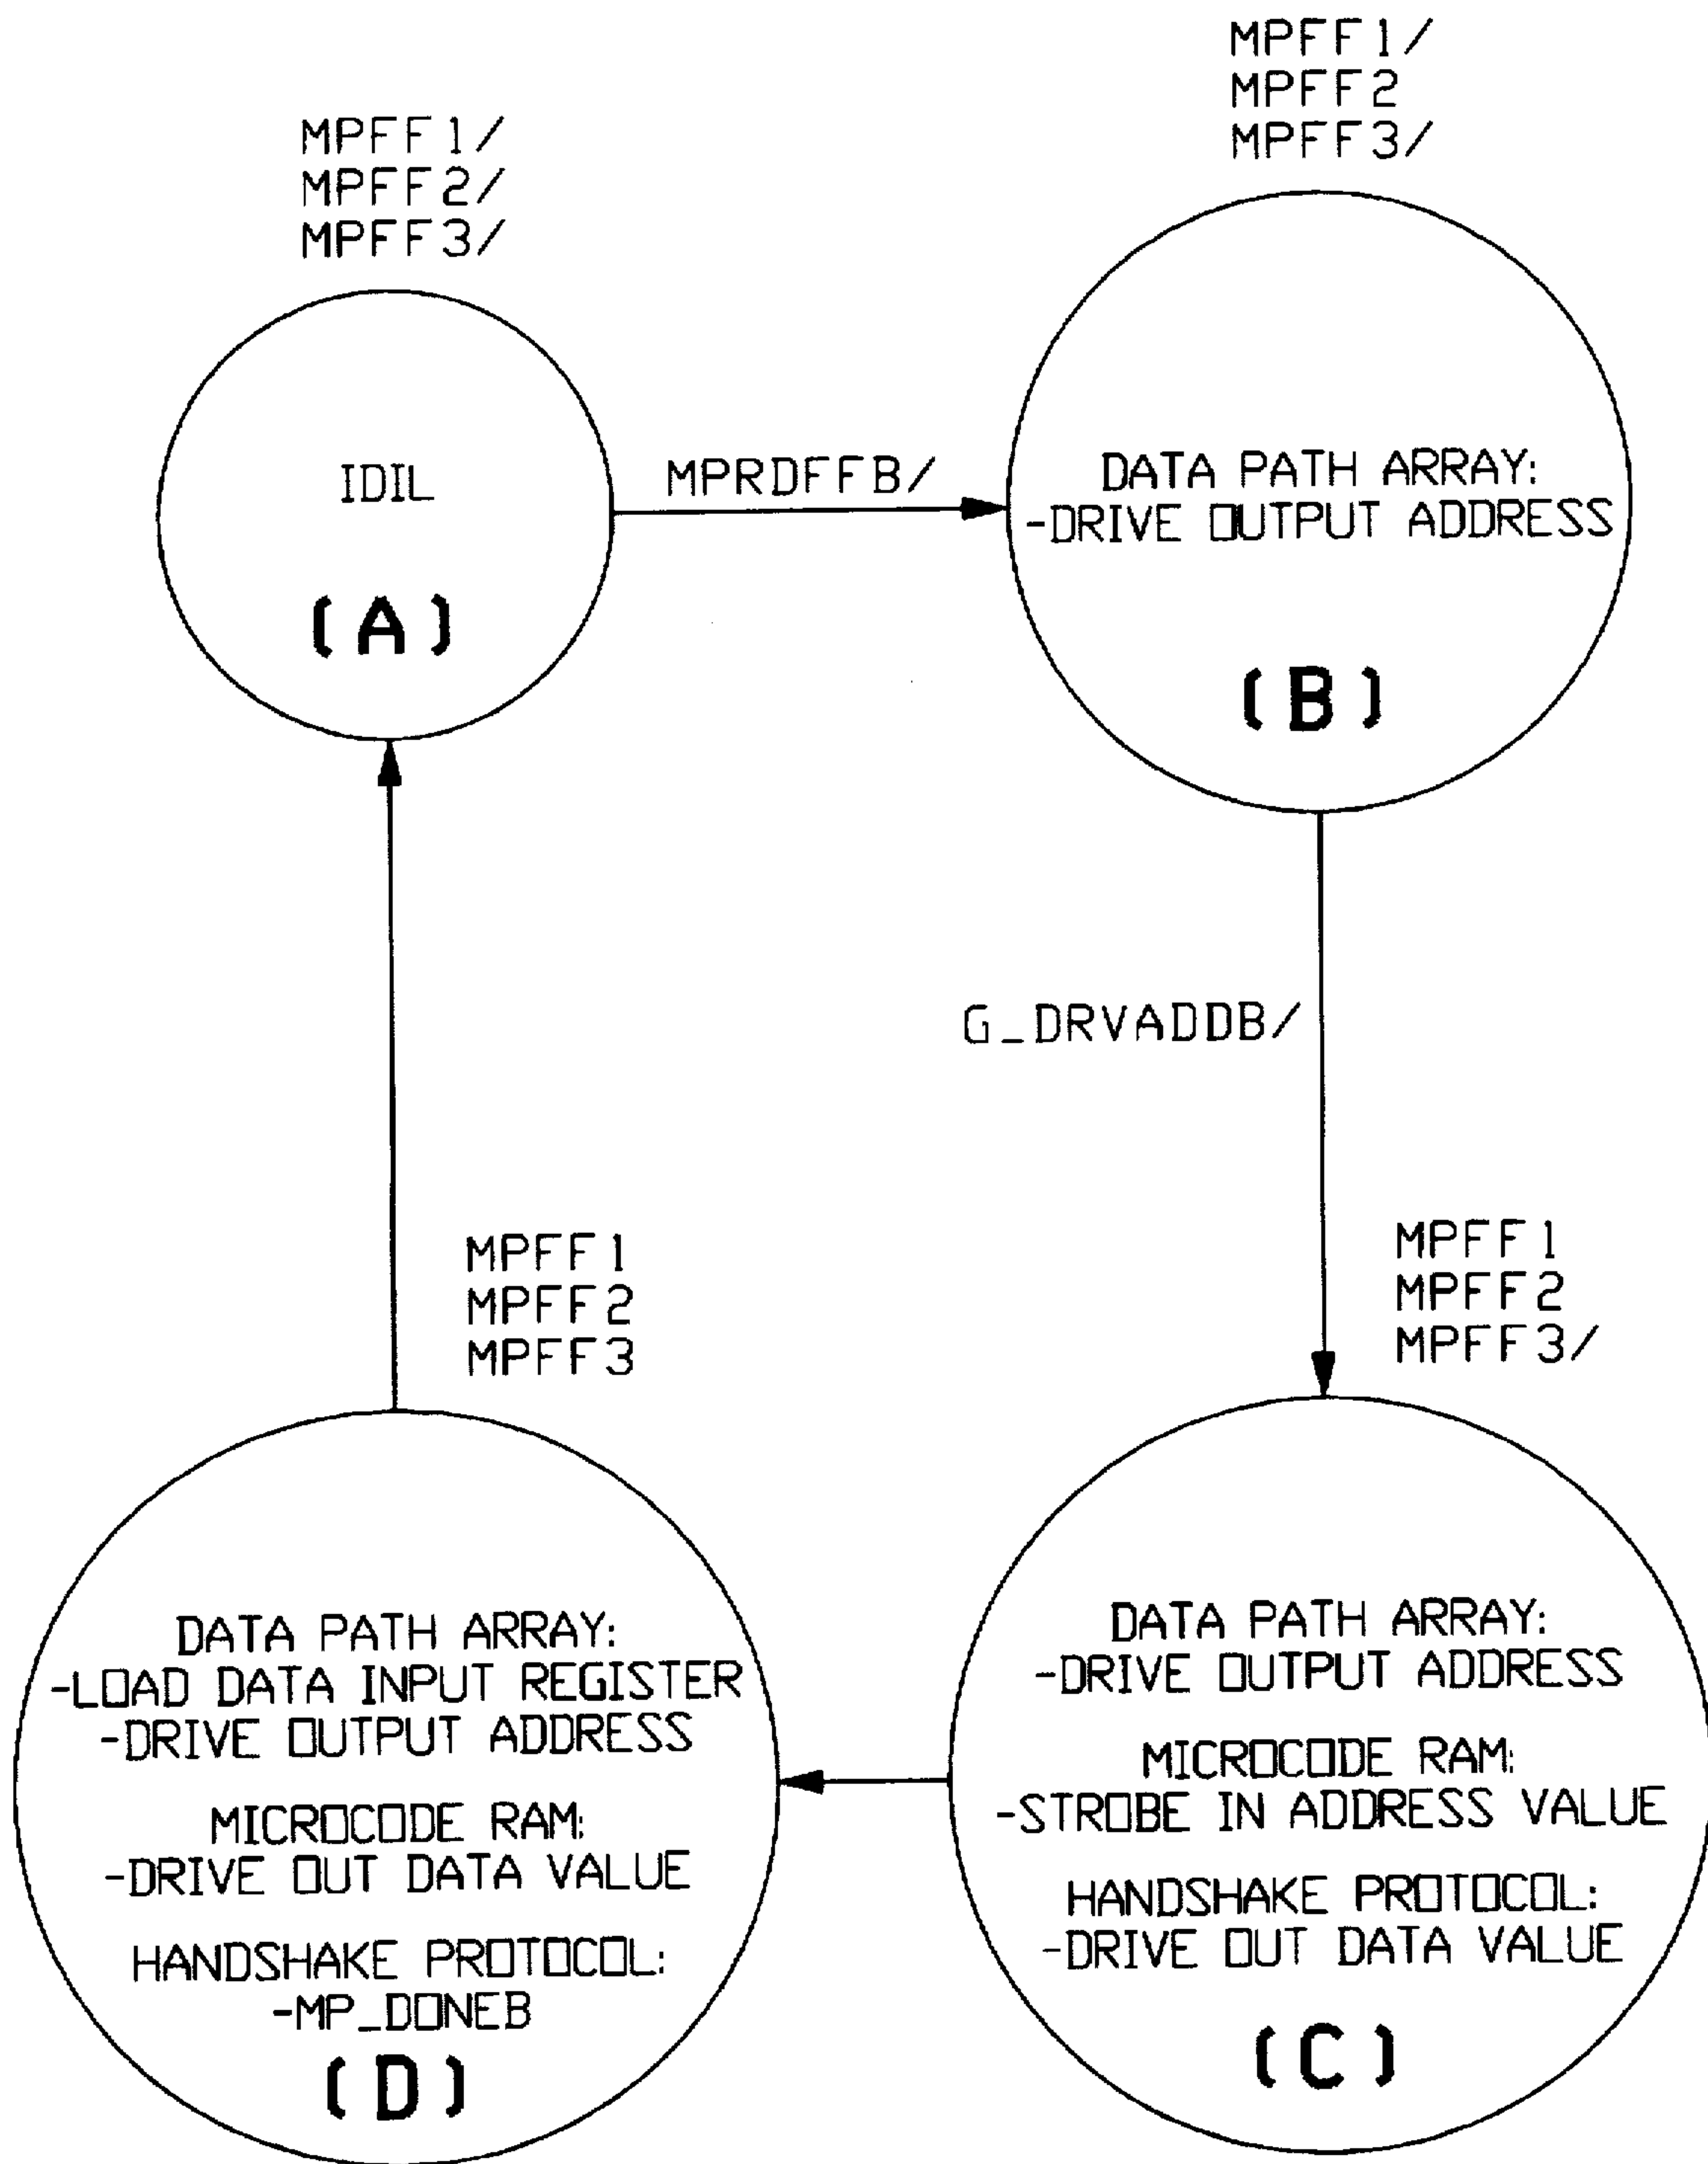 MPFF1/
MPFF2/
MPFF3/
IDIL
(A)
MPRDFFB/
MPFF1/
MPFF2
MPFF3/
DATA PATH ARRAY:
-DRIVE OUTPUT ADDRESS
(B)
G_DRVADDB/
MPFF1
MPFF2
MPFF3/
DATA PATH ARRAY:
-DRIVE OUTPUT ADDRESS
MICROCODE RAM:
-STROBE IN ADDRESS VALUE
HANDSHAKE PROTOCOL:
-DRIVE OUT DATA VALUE
(C)
MPFF1
MPFF2
MPFF3
DATA PATH ARRAY:
-LOAD DATA INPUT REGISTER
-DRIVE OUTPUT ADDRESS
MICROCODE RAM:
-DRIVE OUT DATA VALUE
HANDSHAKE PROTOCOL:
-MP_DONEB
(D)